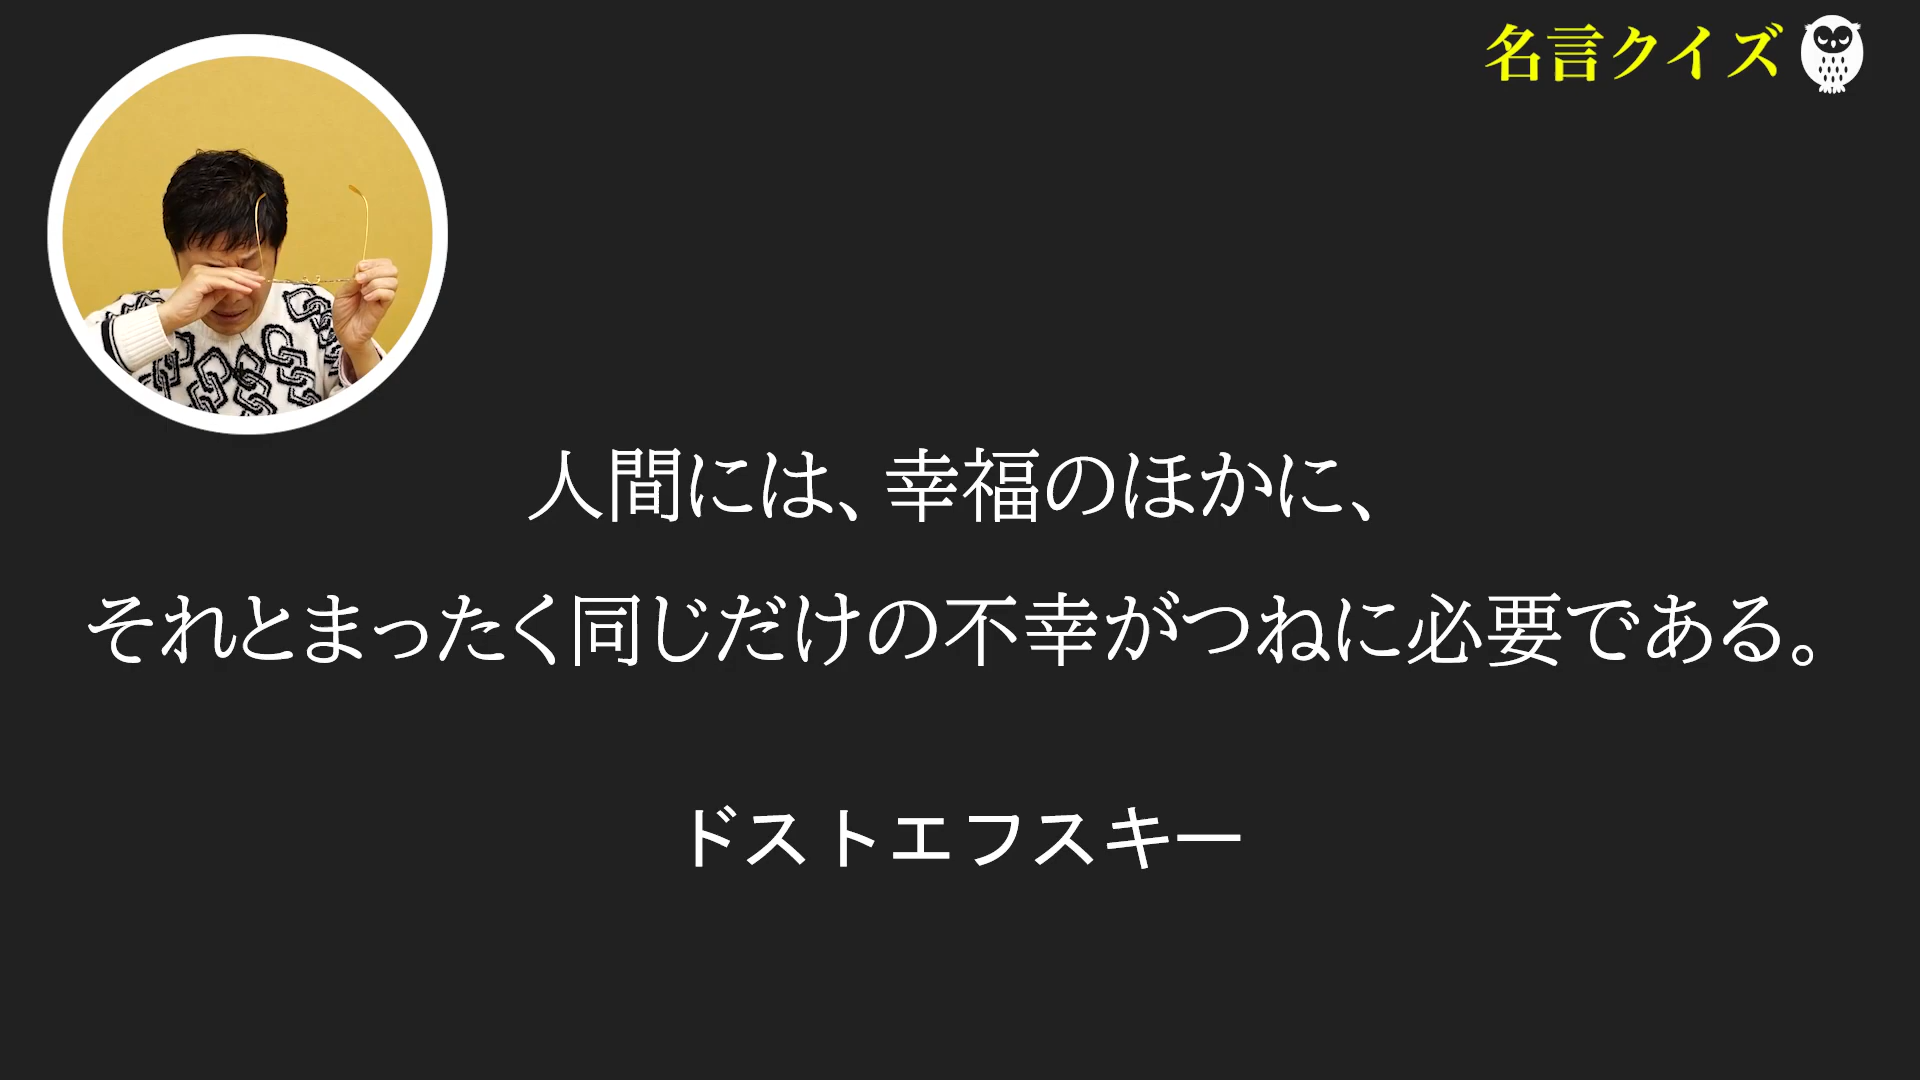 名言クイズ
人間には、幸福のほかに、
それとまったく同じだけの不幸がつねに必要である。
ドストエフスキー